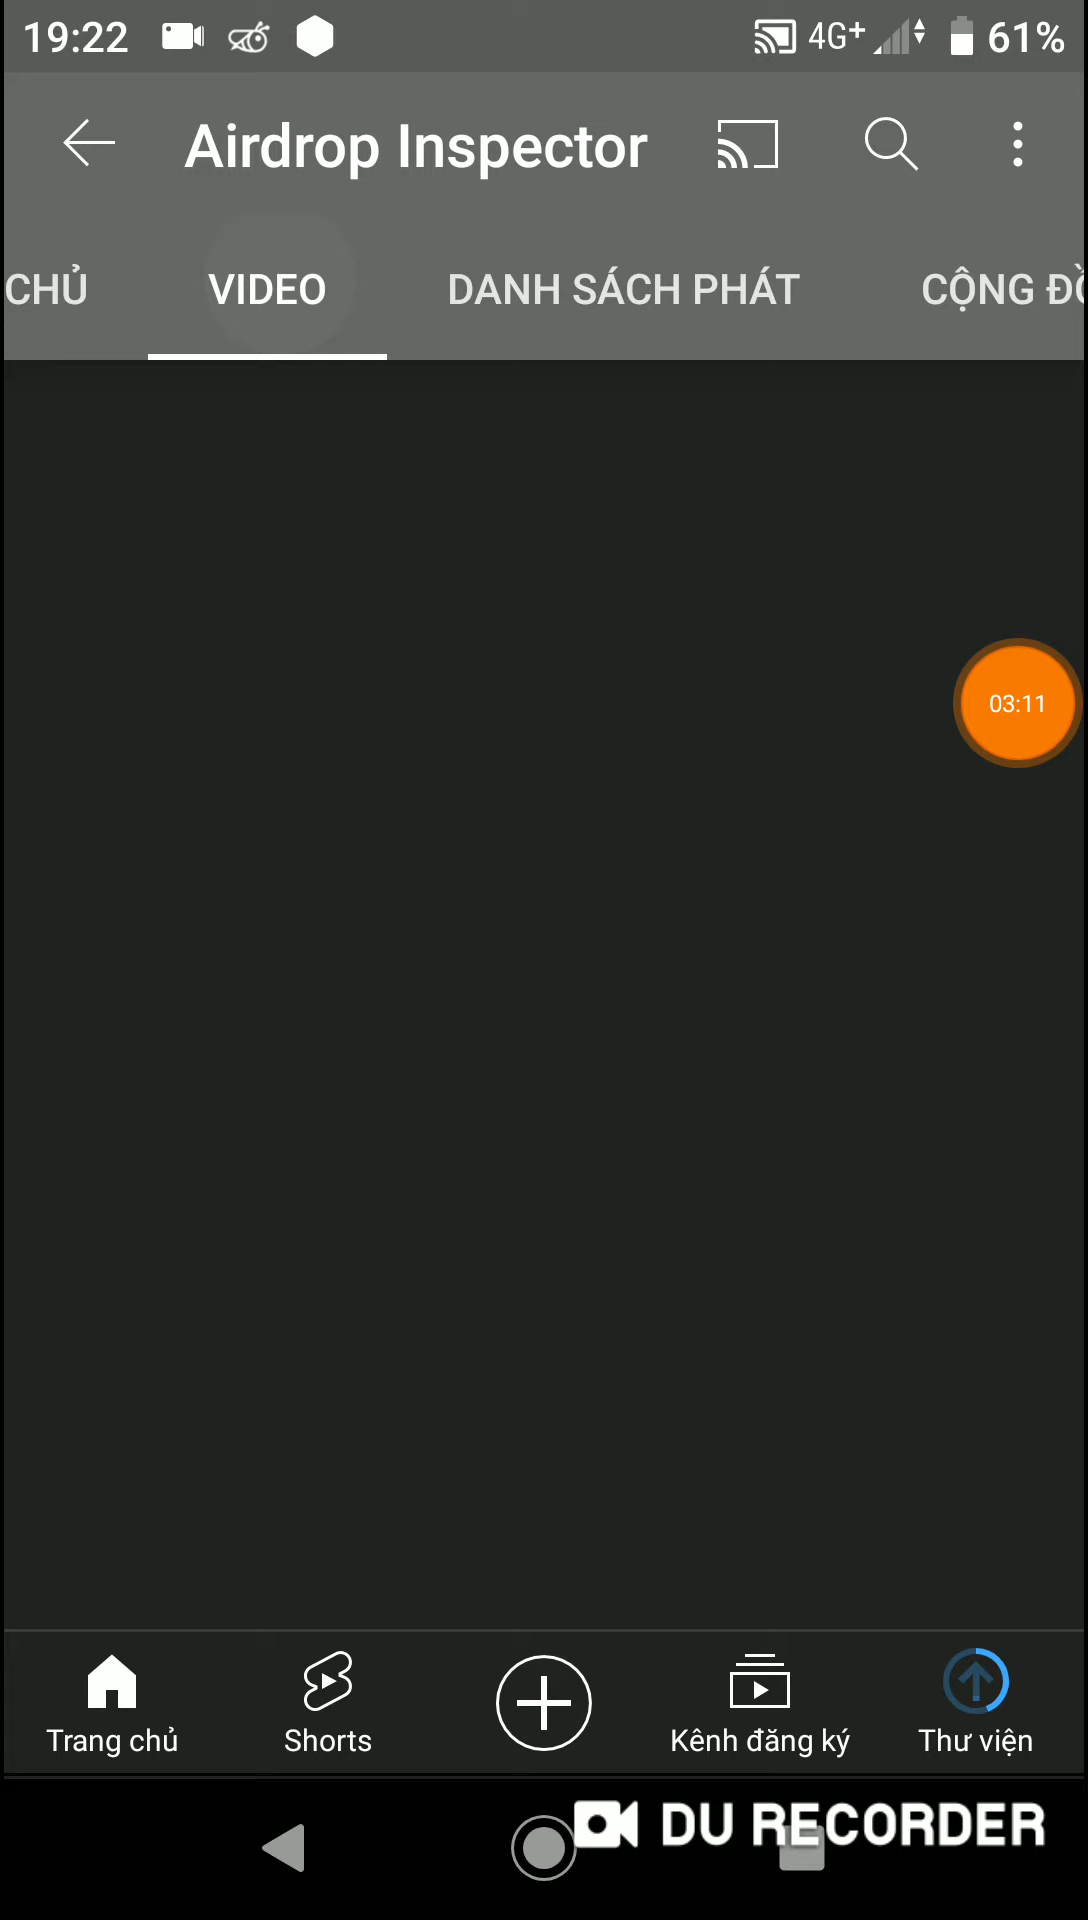 19:22 4G+ 61%
Airdrop Inspector
CHỦ VIDEO DANH SÁCH PHÁT CỘNG
03:11
Trang chủ Shorts Kênh đăng ký Thư viện
DU RECORDER